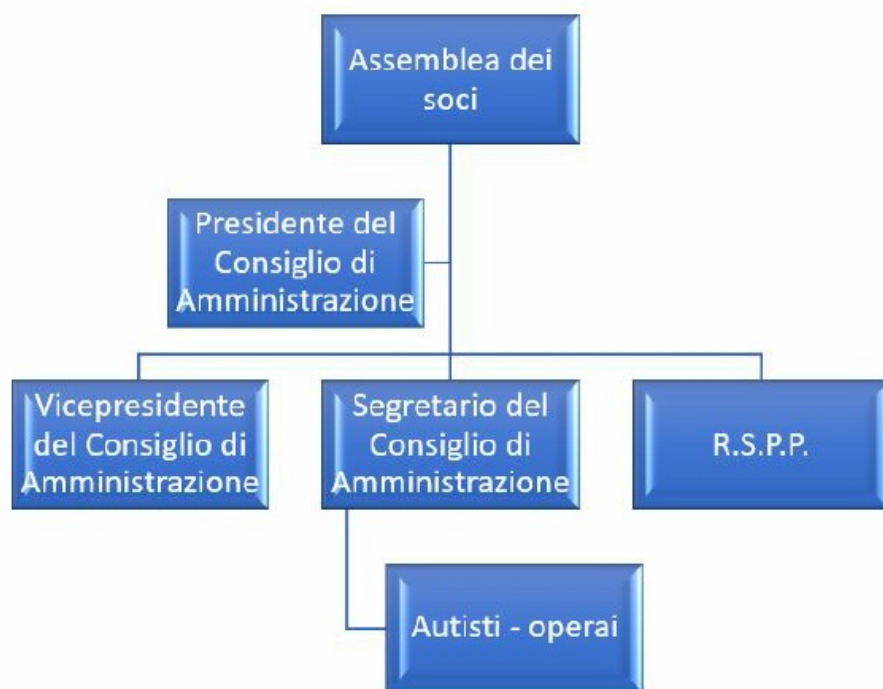 Assemblea dei
soci
Presidente del
Consiglio di
Amministrazione
Vicepresidente
del Consiglio di
Amministrazione
Segretario del
Consiglio di
Amministrazione
R.S.P.P.
Autisti - operai